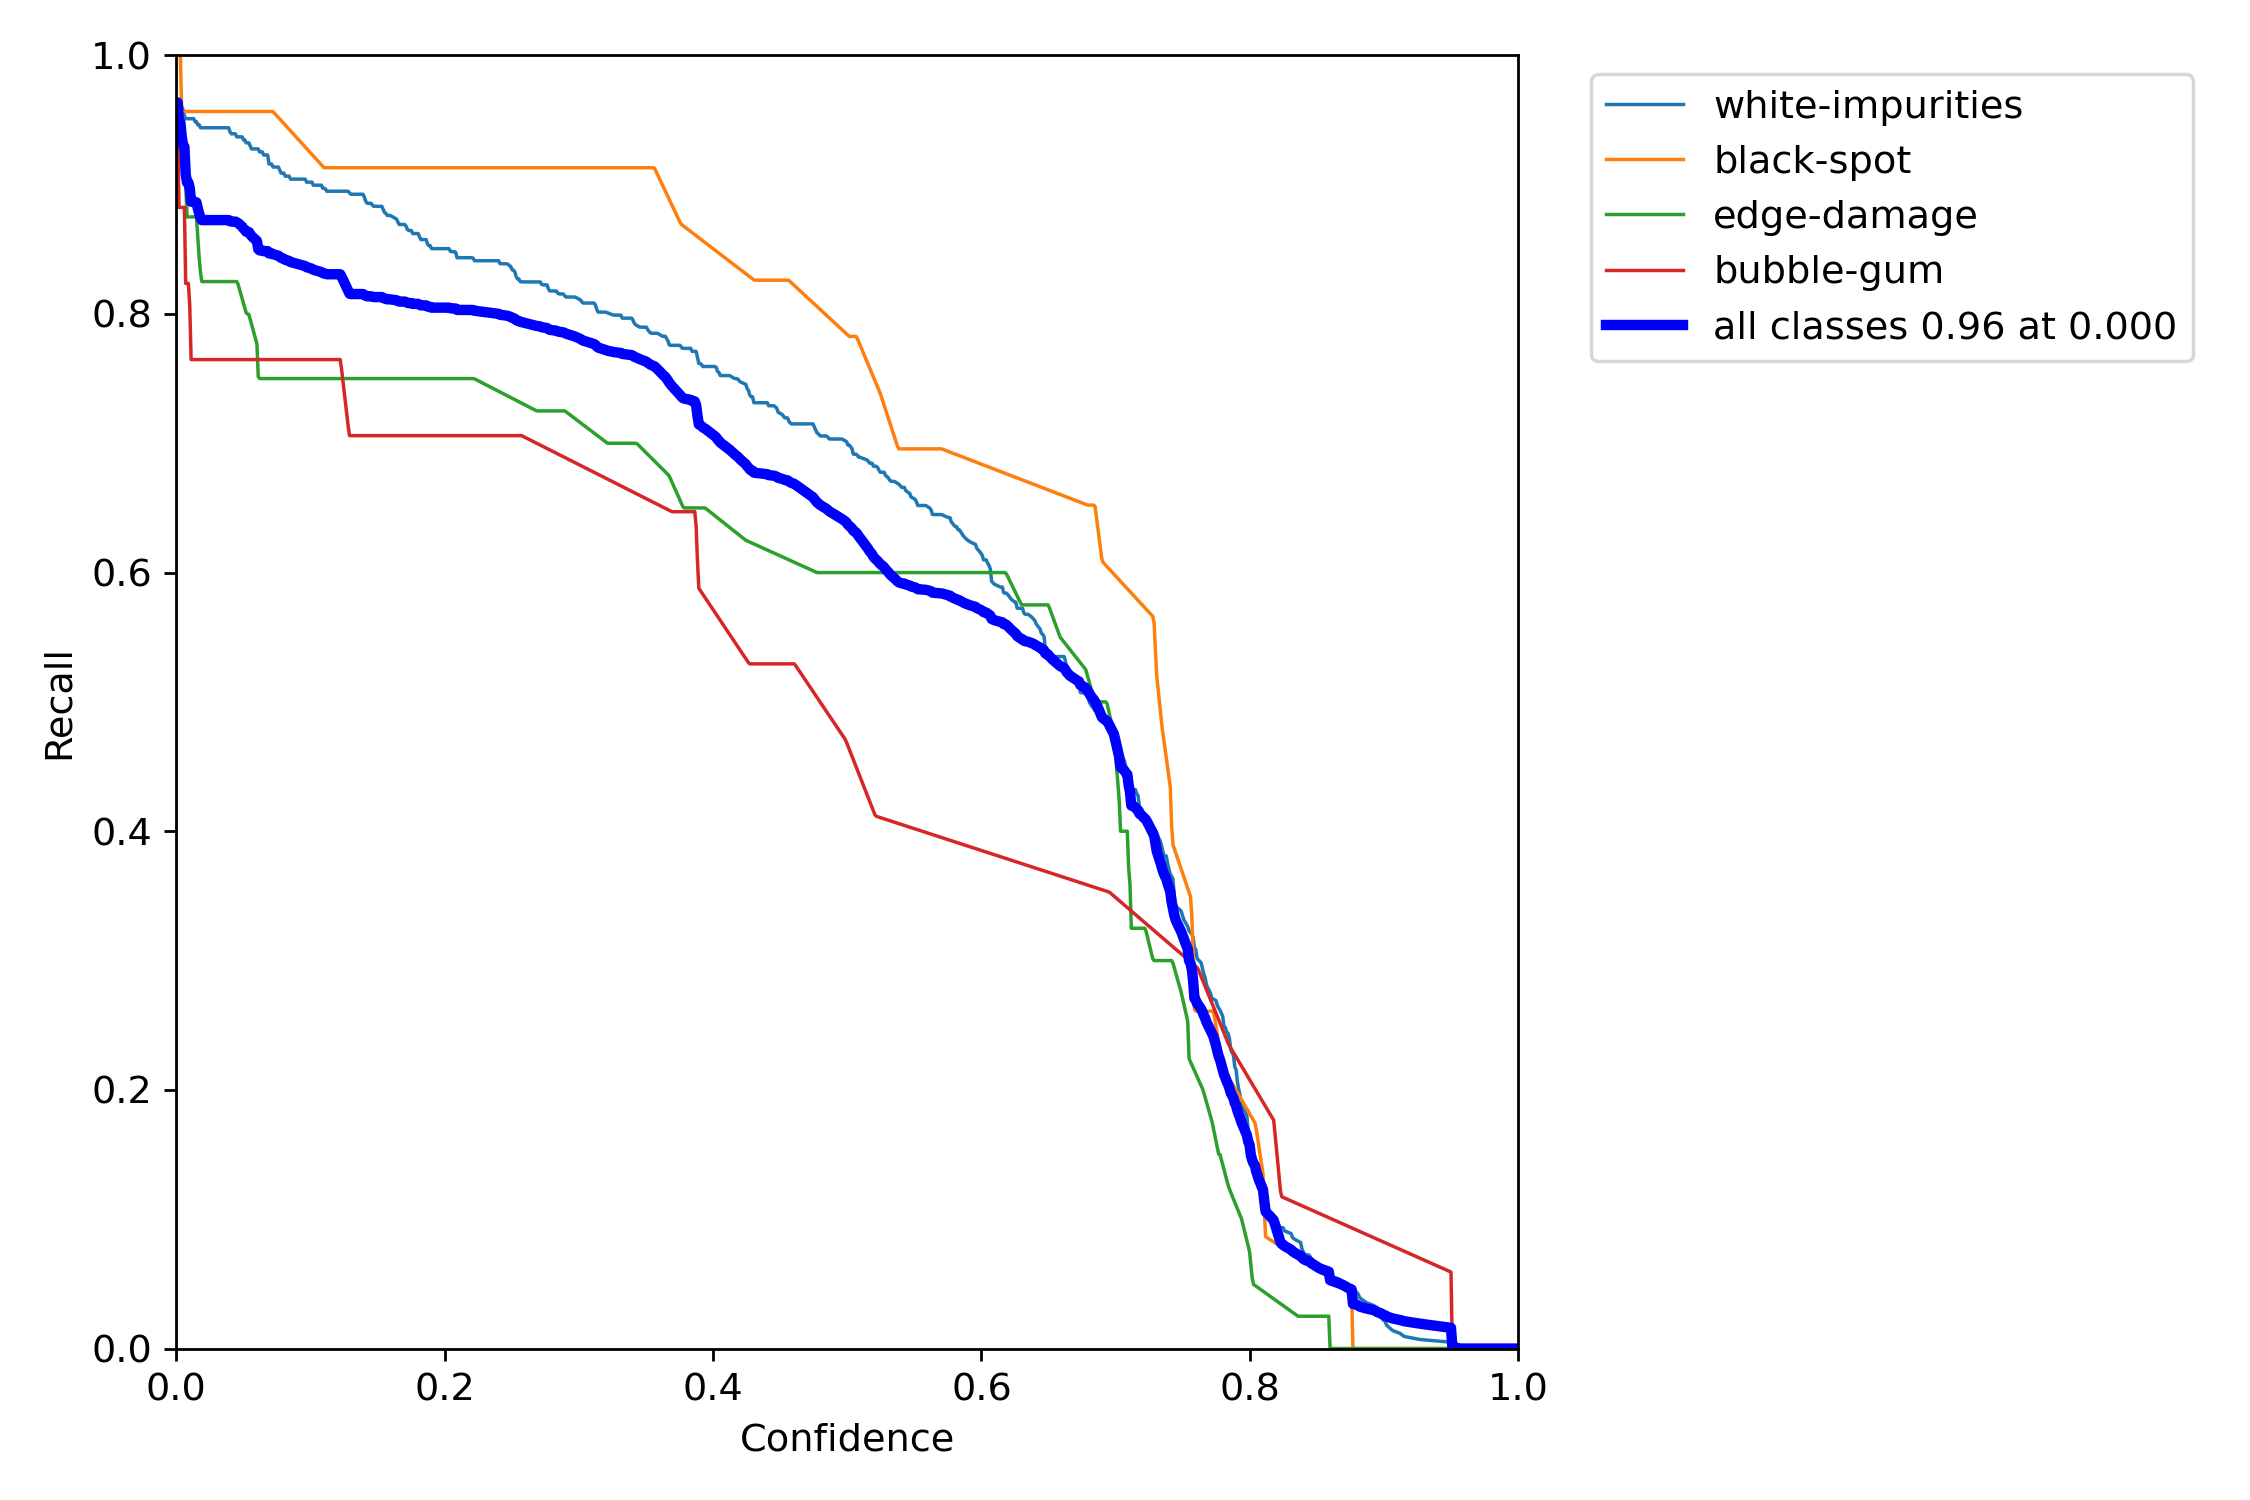 1.0
0.8
0.6
0.4
0.2
0.0
Recall
0.0 0.2 0.4 0.6 0.8 1.0
Confidence
white-impurities
black-spot
edge-damage
bubble-gum
all classes 0.96 at 0.000